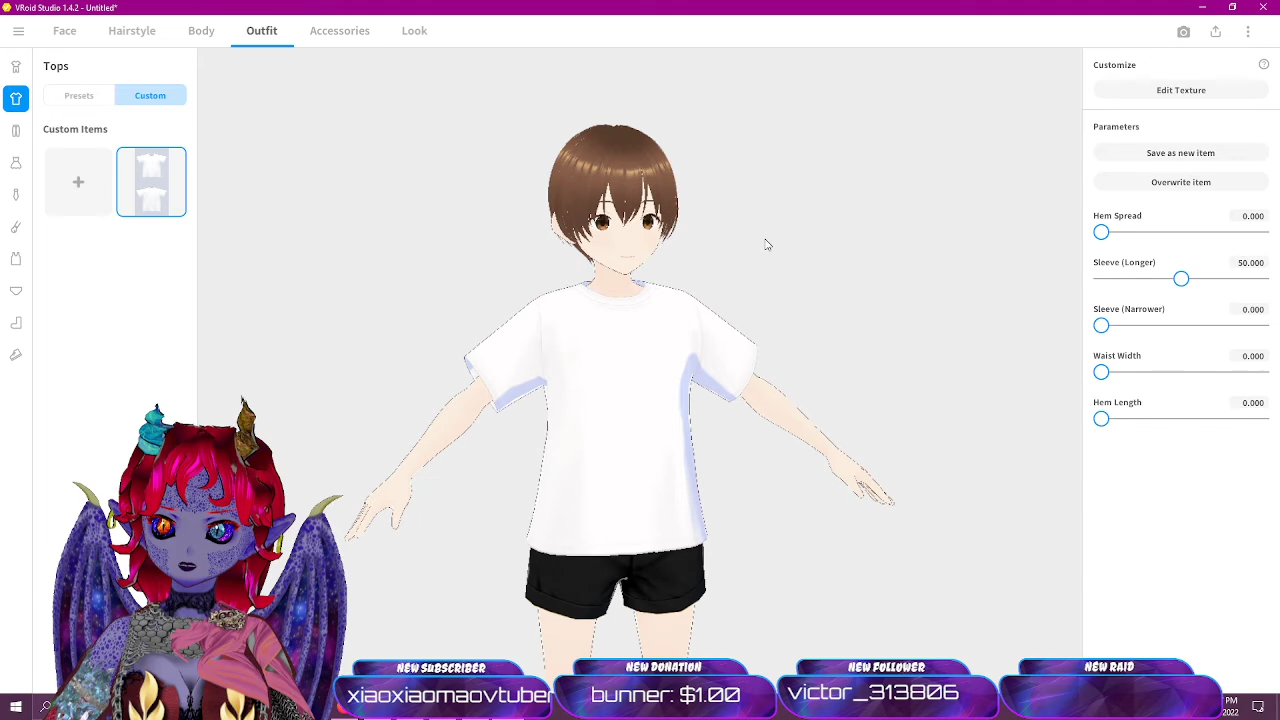 VRoid Studio 1.4.2 - Untitled*
Face Hairstyle Body Outfit Accessories Look
Tops
Presets Custom
Custom Items
Customize
Edit Texture
Parameters
Save as new item
Overwrite item
Hem Spread 0.000
Sleeve (Longer) 50.000
Sleeve (Narrower) 0.000
Waist Width 0.000
Hem Length 0.000
NEW SUBSCRIBER
xiaoxiaomaovtuber
NEW DONATION
bunner: $1.00
NEW FOLLOWER
victor_313806
NEW RAID
PM